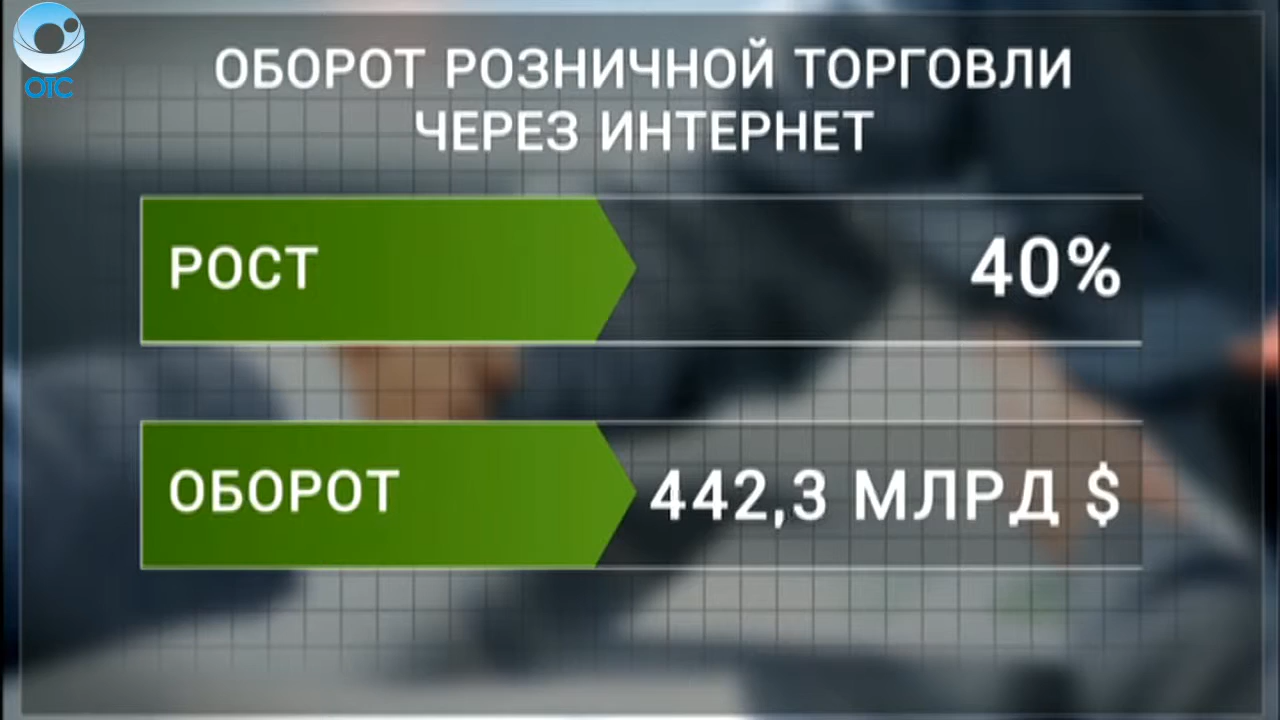 ОТС
ОБОРОТ РОЗНИЧНОЙ ТОРГОВЛИ
ЧЕРЕЗ ИНТЕРНЕТ
РОСТ
40%
ОБОРОТ
442,3 МЛРД $